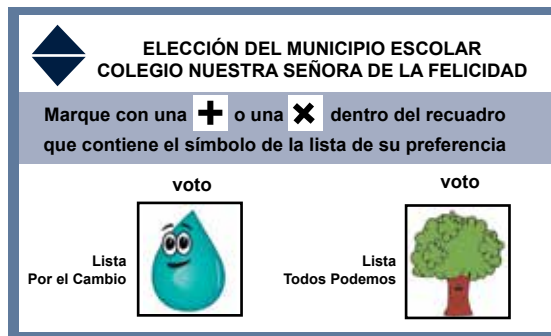 ELECCIÓN DEL MUNICIPIO ESCOLAR
COLEGIO NUESTRA SEÑORA DE LA FELICIDAD
Marque con una + o una × dentro del recuadro
que contiene el símbolo de la lista de su preferencia
voto
Lista
Por el Cambio
voto
Lista
Todos Podemos